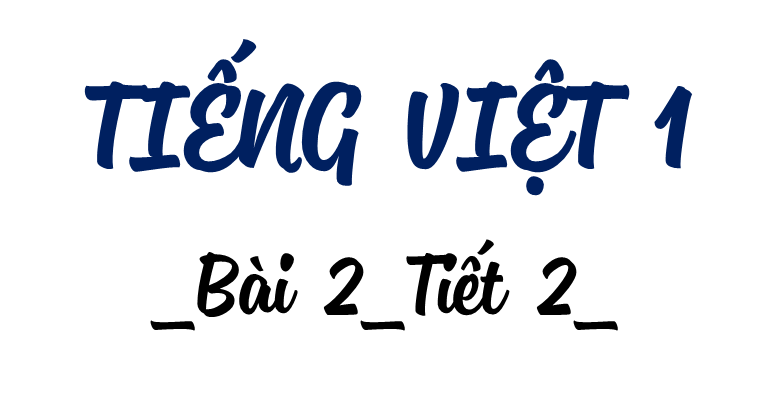 TIẾNG VIỆT 1
_Bài 2_Tiết 2_